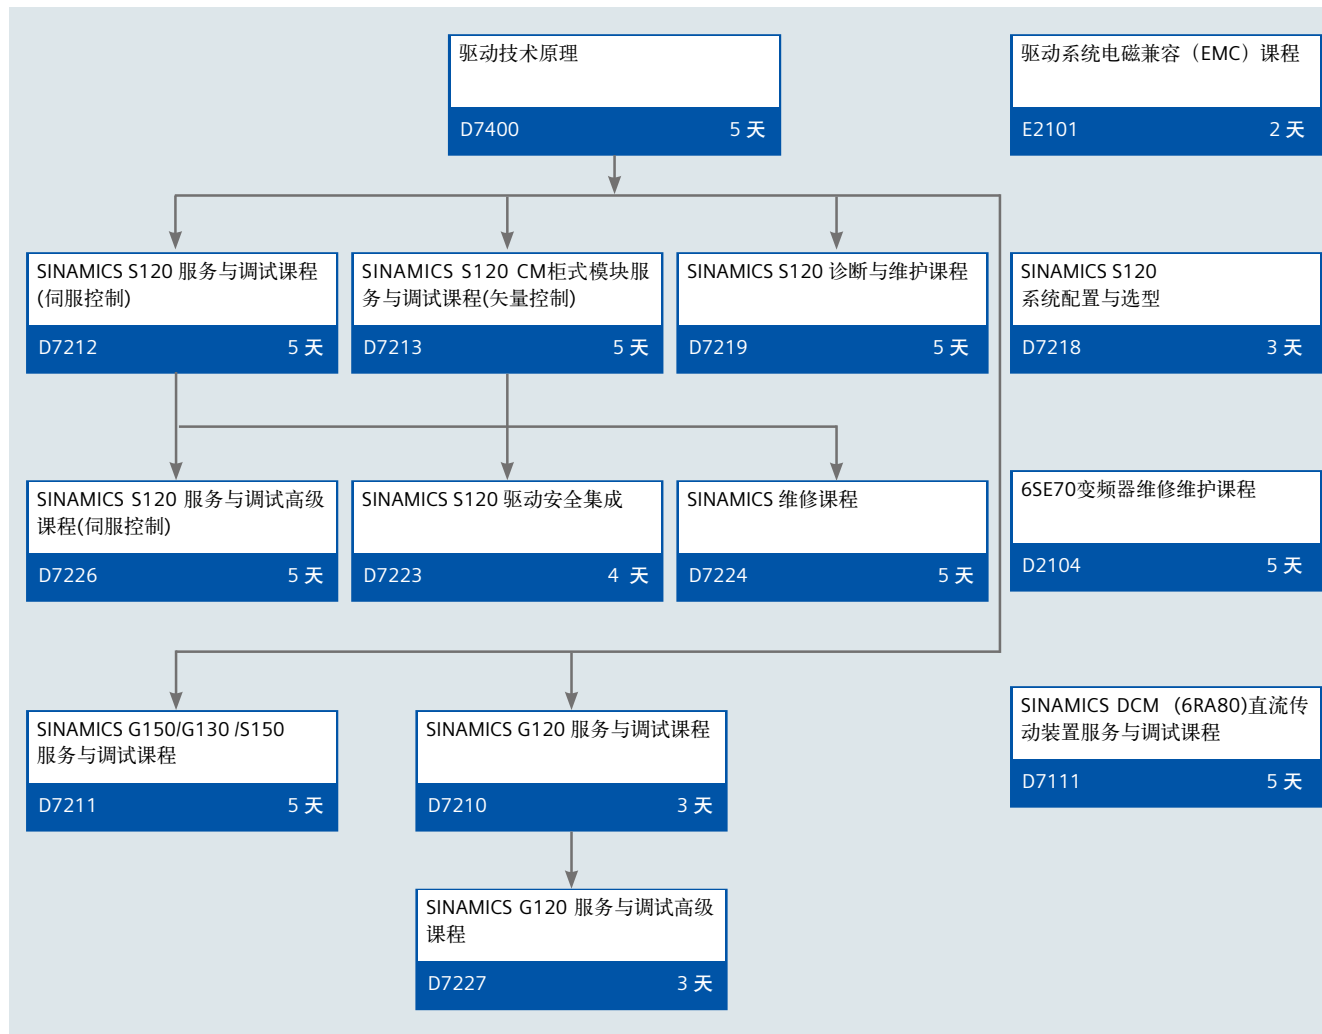 驱动技术原理
D7400 5 天
驱动系统电磁兼容（EMC）课程
E2101 2 天
SINAMICS S120 服务与调试课程
(伺服控制)
D7212 5 天
SINAMICS S120 CM柜式模块服
务与调试课程(矢量控制)
D7213 5 天
SINAMICS S120 诊断与维护课程
D7219 5 天
SINAMICS S120
系统配置与选型
D7218 3 天
SINAMICS S120 服务与调试高级
课程(伺服控制)
D7226 5 天
SINAMICS S120 驱动安全集成
D7223 4 天
SINAMICS 维修课程
D7224 5 天
6SE70变频器维修维护课程
D2104 5 天
SINAMICS G150/G130 /S150
服务与调试课程
D7211 5 天
SINAMICS G120 服务与调试课程
D7210 3 天
SINAMICS DCM (6RA80)直流传
动装置服务与调试课程
D7111 5 天
SINAMICS G120 服务与调试高级
课程
D7227 3 天